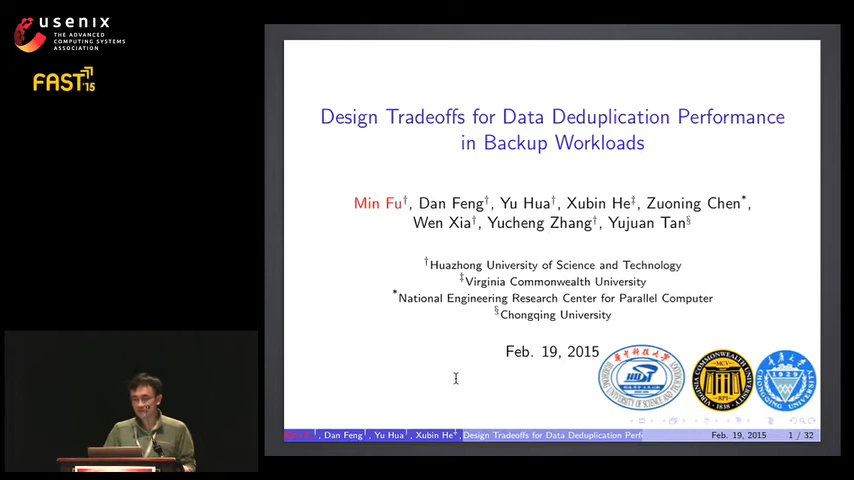 usenix
THE ADVANCED
COMPUTING SYSTEMS
ASSOCIATION
FAST '15
Design Tradeoffs for Data Deduplication Performance
in Backup Workloads
Min Fu†, Dan Feng†, Yu Hua†, Xubin He‡, Zuoning Chen*,
Wen Xia†, Yucheng Zhang†, Yujuan Tan§
†Huazhong University of Science and Technology
‡Virginia Commonwealth University
*National Engineering Research Center for Parallel Computer
§Chongqing University
Feb. 19, 2015
Min Fu†, Dan Feng†, Yu Hua†, Xubin He‡, Design Tradeoffs for Data Deduplication Perf
Feb. 19, 2015
1 / 32